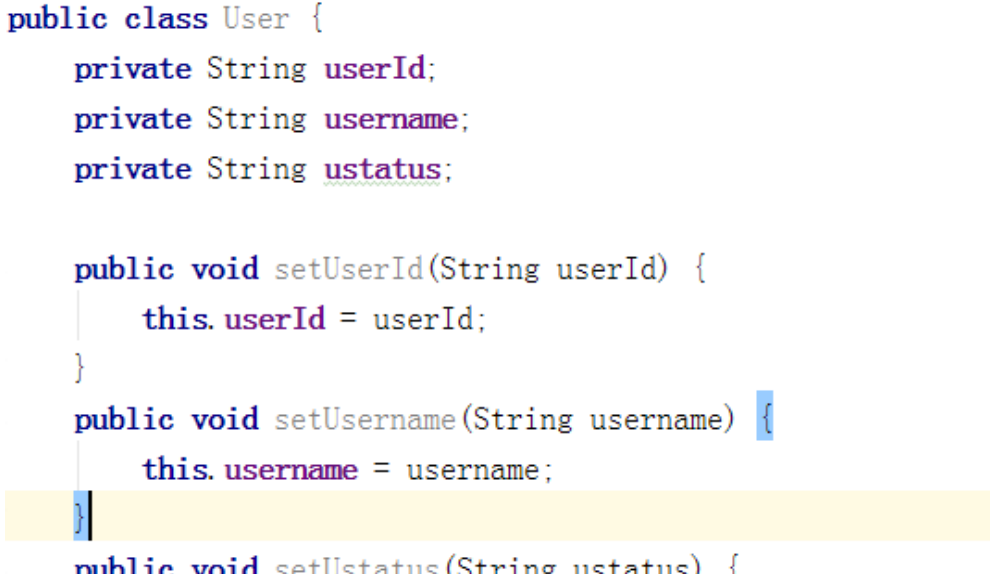 public class User {
    private String userId;
    private String username;
    private String ustatus;
    public void setUserId(String userId) {
        this.userId = userId;
    }
    public void setUsername(String username) {
        this.username = username;
    }
    public void setUstatus(String ustatus) {